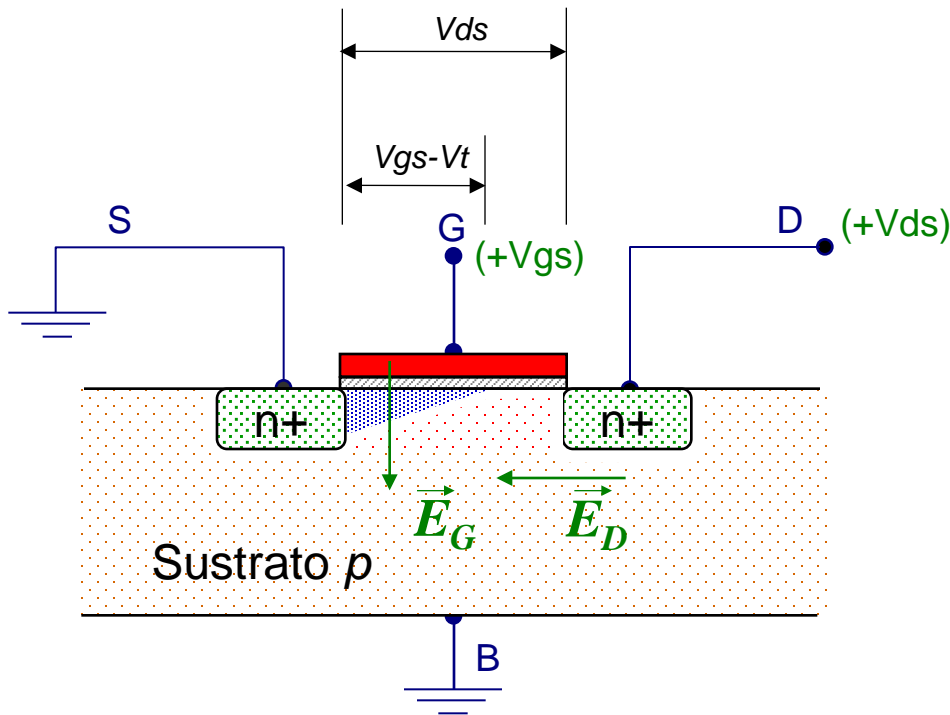 Vds
Vgs-Vt
S
G
(+Vgs)
D
(+Vds)
n+
n+
E_G
E_D
Sustrato p
B